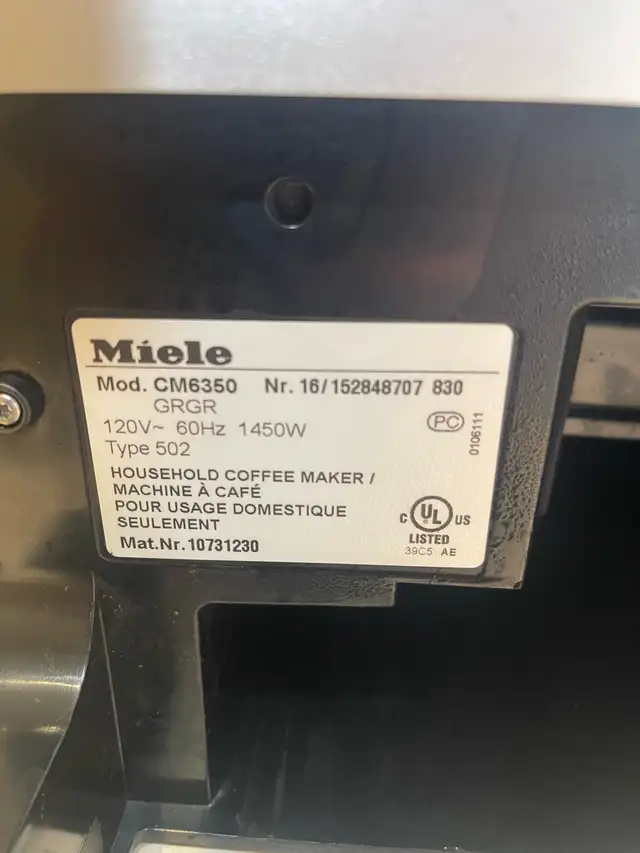 Miele
Mod. CM6350 Nr. 16/152848707 830
GRGR
120V~ 60Hz 1450W
PC
0106111
Type 502
HOUSEHOLD COFFEE MAKER /
MACHINE À CAFÉ
POUR USAGE DOMESTIQUE
SEULEMENT
C UL US
LISTED
39C5 AE
Mat.Nr. 10731230